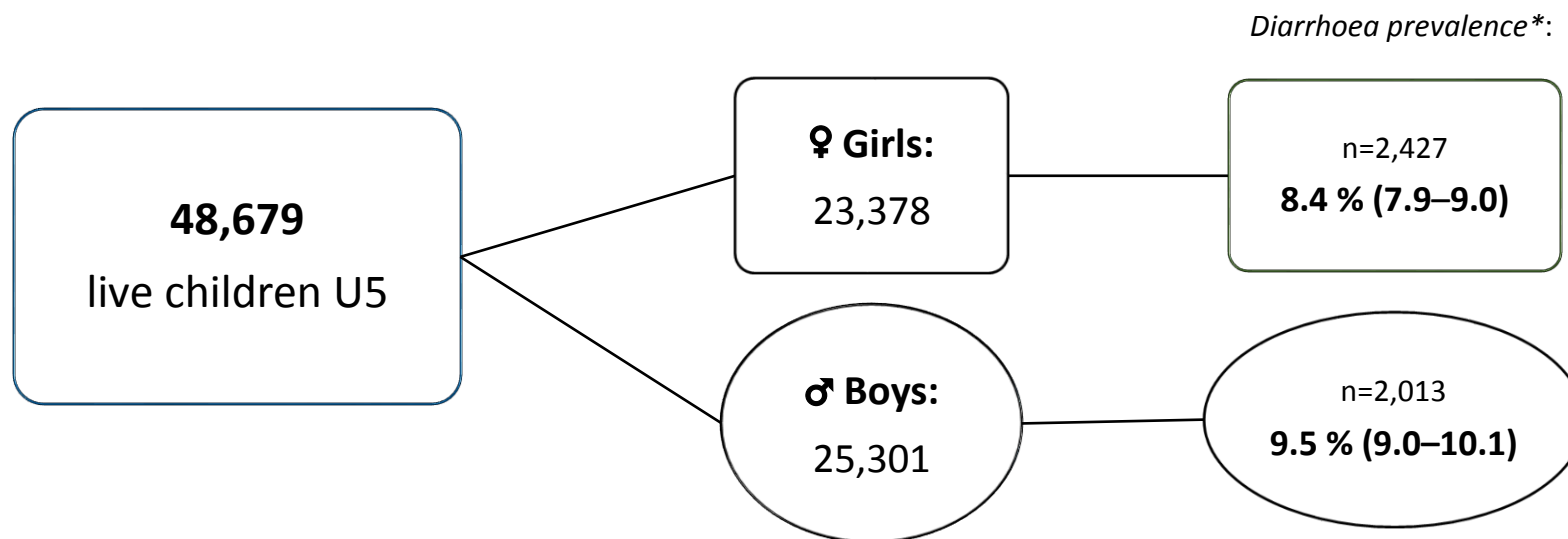 Diarrhoea prevalence*:
48,679
live children U5
♀ Girls:
23,378
n=2,427
8.4 % (7.9–9.0)
♂ Boys:
25,301
n=2,013
9.5 % (9.0–10.1)